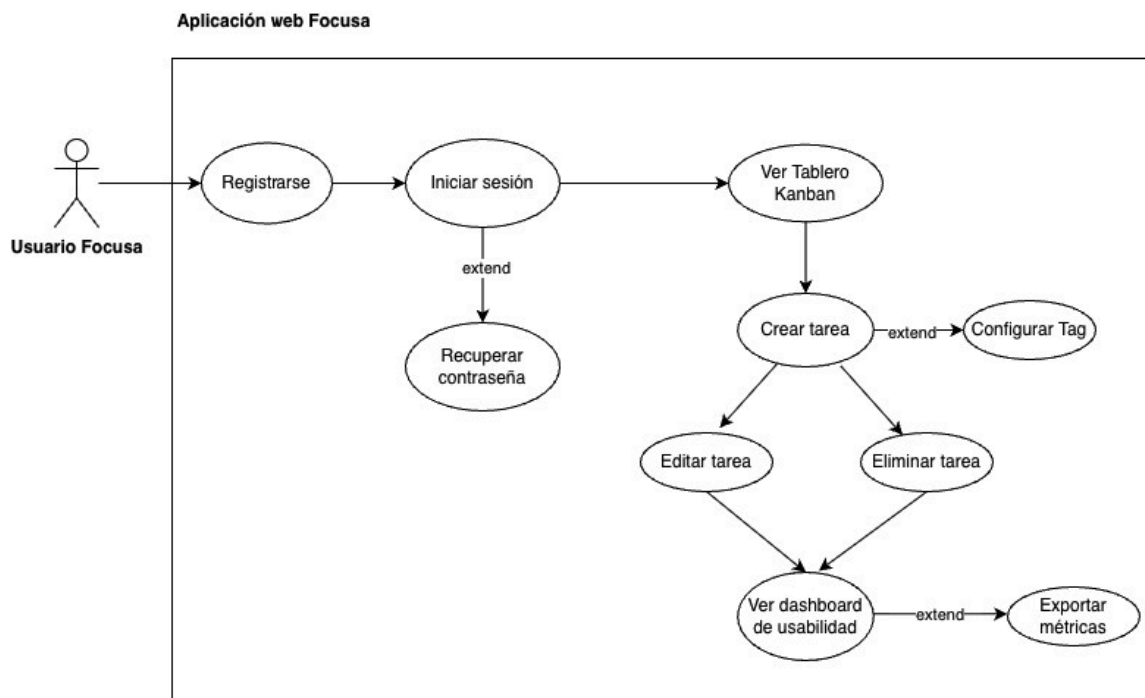 Aplicación web Focusa
Usuario Focusa
Registrarse
Iniciar sesión
Ver Tablero
Kanban
extend
Recuperar
contraseña
Crear tarea
extend
Configurar Tag
Editar tarea
Eliminar tarea
Ver dashboard
de usabilidad
extend
Exportar
métricas